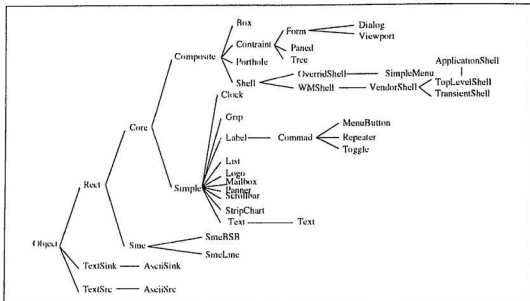 Box
Form
Dialog
Viewport
Contraint
Paned
Tree
Composite
Porthole
ApplicationShell
Shell
OverridShell
SimpleMenu
WMShell
VendorShell
TopLevelShell
TransientShell
Clock
Grip
Core
Label
Commad
MenuButton
Repeater
Toggle
List
Logo
Mailbox
Panner
Scrollbar
Rect
Simple
StripChart
Text
Text
Object
Sme
SmeBSB
SmeLine
TextSink
AsciiSink
TextSrc
AsciiSrc